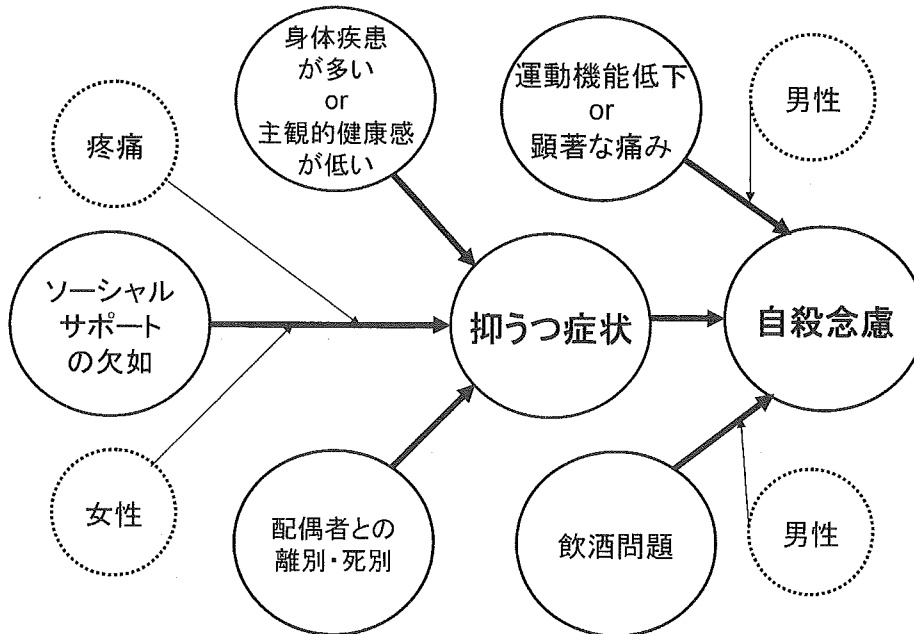 身体疾患
が多い
or
主観的健康感
が低い
運動機能低下
or
顕著な痛み
男性
疼痛
ソーシャル
サポート
の欠如
抑うつ症状
自殺念慮
女性
配偶者との
離別・死別
飲酒問題
男性